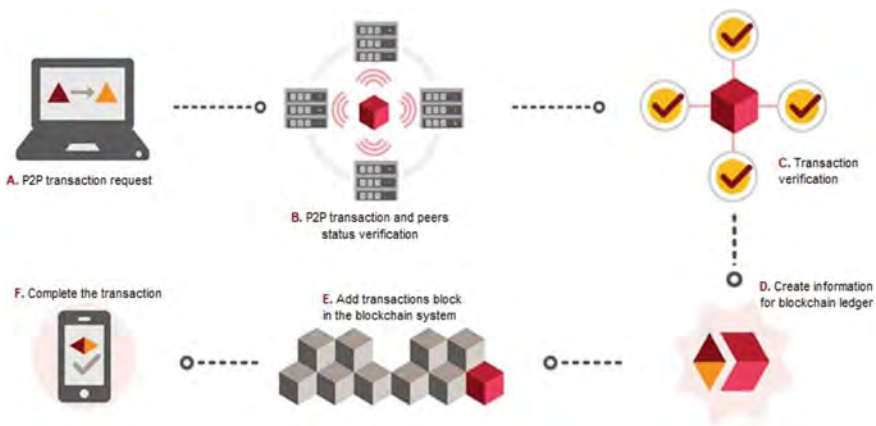 A. P2P transaction request
B. P2P transaction and peers
status verification
C. Transaction
verification
D. Create information
for blockchain ledger
E. Add transactions block
in the blockchain system
F. Complete the transaction